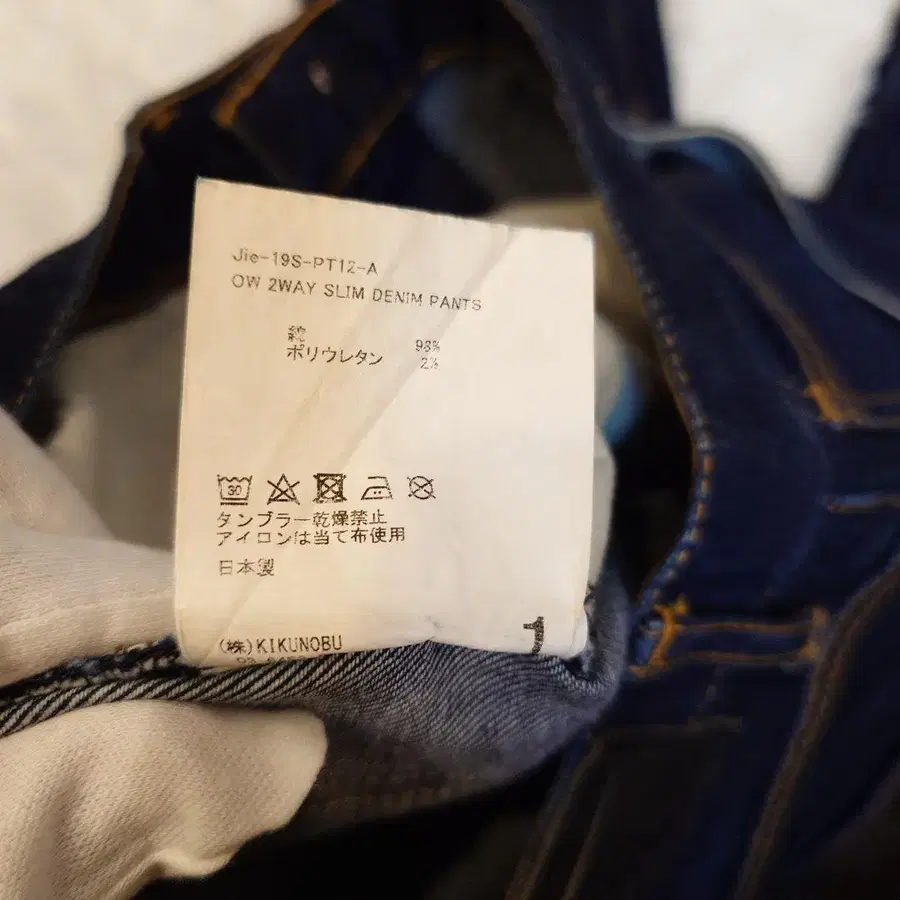 Jie-19S-PT12-A
OW 2WAY SLIM DENIM PANTS
綿 98%
ポリウレタン 2%
30
タンブラー乾燥禁止
アイロンは当て布使用
日本製
(株)KIKUNOBU
1